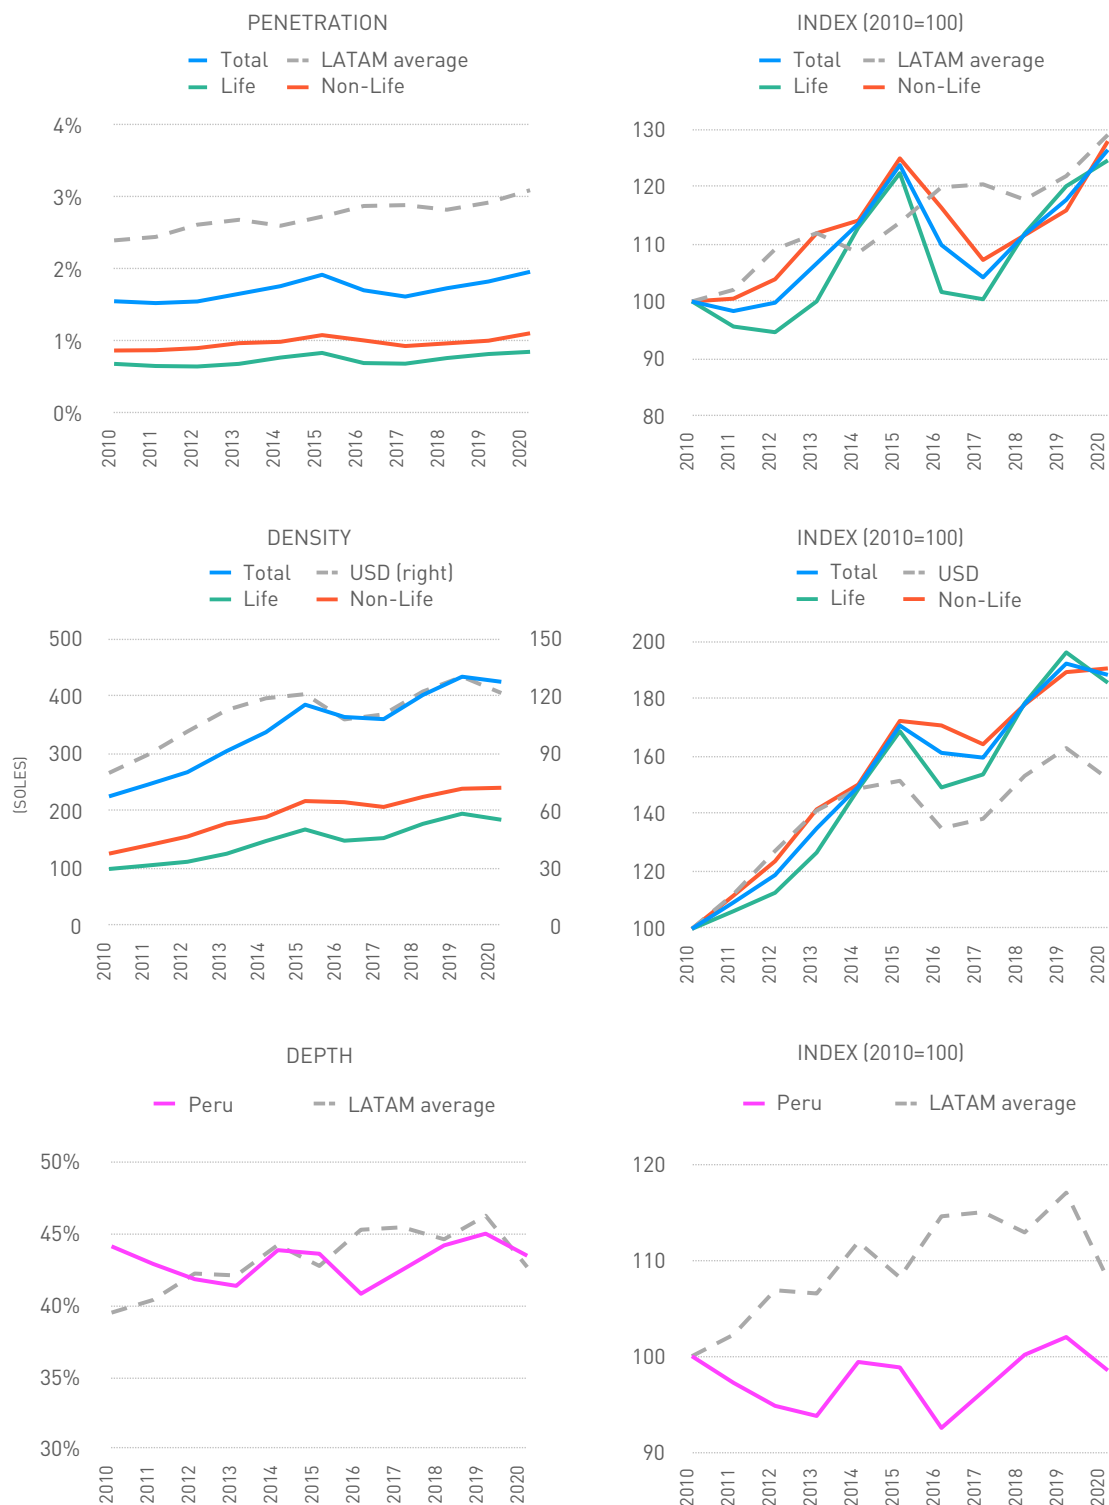 PENETRATION
Total LATAM average
Life Non-Life
4%
3%
2%
1%
0%
2010 2011 2012 2013 2014 2015 2016 2017 2018 2019 2020
INDEX (2010=100)
Total LATAM average
Life Non-Life
130
120
110
100
90
80
2010 2011 2012 2013 2014 2015 2016 2017 2018 2019 2020
DENSITY
Total USD (right)
Life Non-Life
(SOLES)
500 150
400 120
300 90
200 60
100 30
0 0
2010 2011 2012 2013 2014 2015 2016 2017 2018 2019 2020
INDEX (2010=100)
Total USD
Life Non-Life
200
180
160
140
120
100
2010 2011 2012 2013 2014 2015 2016 2017 2018 2019 2020
DEPTH
Peru LATAM average
50%
45%
40%
35%
30%
2010 2011 2012 2013 2014 2015 2016 2017 2018 2019 2020
INDEX (2010=100)
Peru LATAM average
120
110
100
90
2010 2011 2012 2013 2014 2015 2016 2017 2018 2019 2020